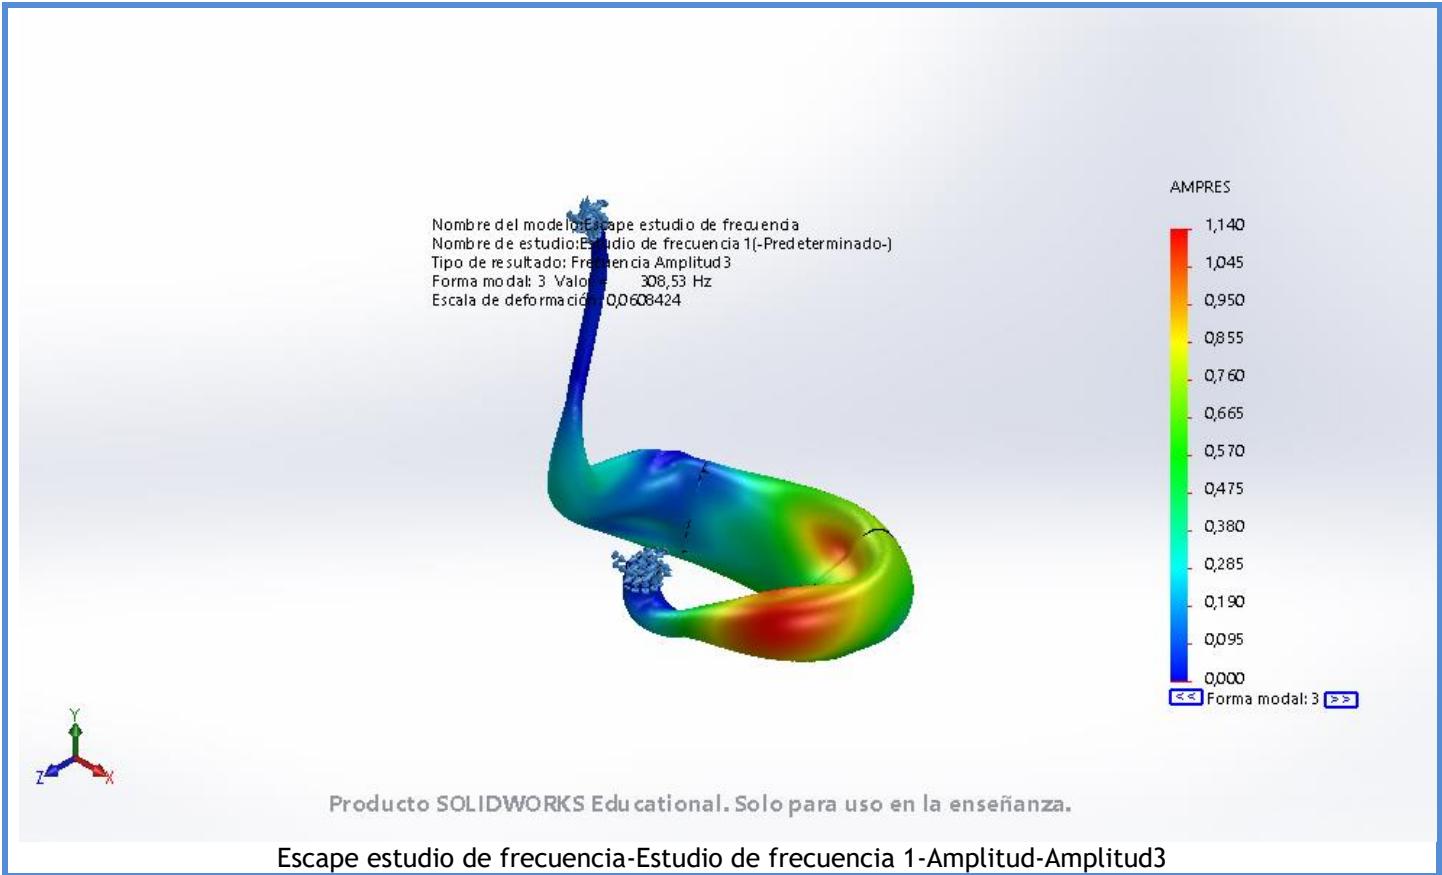 Nombre del modelo:Escape estudio de frecuencia
Nombre de estudio:Estudio de frecuencia 1(-Predeterminado-)
Tipo de resultado: Frecuencia Amplitud3
Forma modal: 3 Valor = 308,53 Hz
Escala de deformación: 0,0608424
AMPRES
1,140
1,045
0,950
0,855
0,760
0,665
0,570
0,475
0,380
0,285
0,190
0,095
0,000
<< Forma modal: 3 >>
Y
Z X
Producto SOLIDWORKS Educational. Solo para uso en la enseñanza.
Escape estudio de frecuencia-Estudio de frecuencia 1-Amplitud-Amplitud3